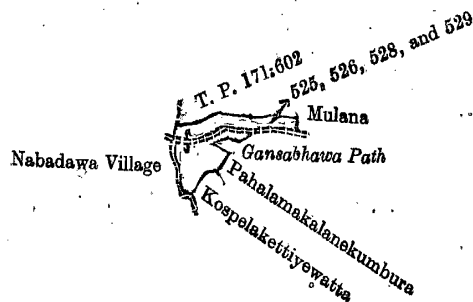 T. P. 171:602
525, 526, 528, and 529
Mulana
Gansabhawa Path
Nabadawa Village
Pahalamakalanekumbura
Kospelakettiyewatta